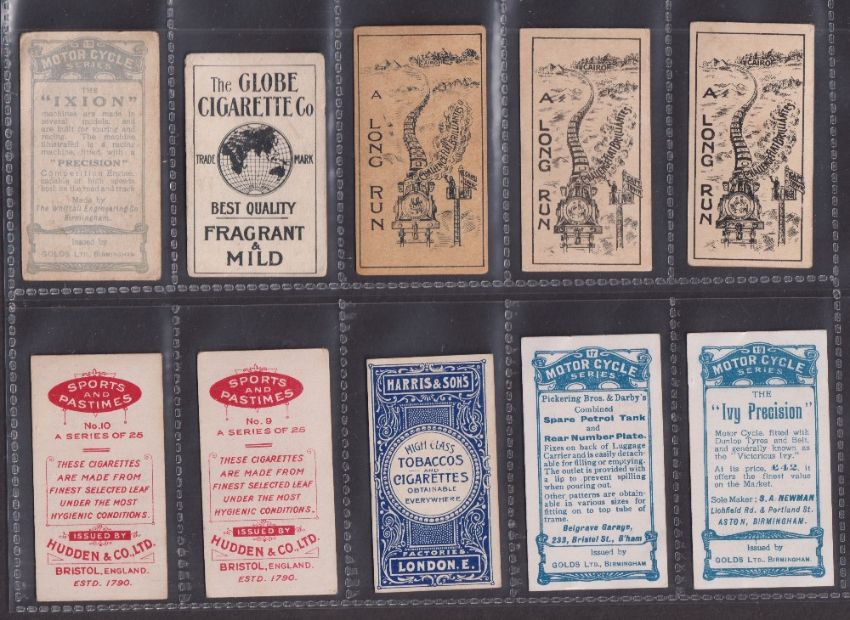 MOTOR CYCLE
SERIES
THE
"IXION"
machines are made in
several models, and
are built for touring and
racing. The machine
illustrated is a racing
machine, fitted with a
"PRECISION"
Competition Engine,
capable of high speeds
both on the road and track
Made by
The Whittall Engineering Co
Birmingham.
Issued by
GOLDS LTD., BIRMINGHAM.
The GLOBE
CIGARETTE Co
TRADE MARK
BEST QUALITY
FRAGRANT
&
MILD
CAIRO
A LONG RUN
CAIRO
A LONG RUN
CAIRO
A LONG RUN
SPORTS
AND
PASTIMES
No. 10
A SERIES OF 25
THESE CIGARETTES
ARE MADE FROM
FINEST SELECTED LEAF
UNDER THE MOST
HYGIENIC CONDITIONS.
ISSUED BY
HUDDEN & CO., LTD.
BRISTOL, ENGLAND.
ESTD. 1790.
SPORTS
AND
PASTIMES
No. 9
A SERIES OF 25
THESE CIGARETTES
ARE MADE FROM
FINEST SELECTED LEAF
UNDER THE MOST
HYGIENIC CONDITIONS.
ISSUED BY
HUDDEN & CO., LTD.
BRISTOL, ENGLAND.
ESTD. 1790.
HARRIS & SONS
HIGH CLASS
TOBACCOS
AND
CIGARETTES
OBTAINABLE
EVERYWHERE
FACTORIES
LONDON. E.
17
MOTOR CYCLE
SERIES
Pickering Bros. & Darby's
Combined
Spare Petrol Tank
and
Rear Number Plate.
Fixes on back of Luggage
Carrier and is easily detach-
able for filling or emptying.
The outlet is provided with
a lip to prevent spilling
when pouring out.
Other patterns are obtain-
able in various sizes for
fitting on to top tube of
frame.
Belgrave Garage,
233, Bristol St., B'ham
Issued by
GOLDS LTD., BIRMINGHAM
MOTOR CYCLE
SERIES
THE
"Ivy Precision"
Motor Cycle, fitted with
Dunlop Tyres and Belt,
and generally known as
the "Victorious Ivy."
At its price, £42, it
offers the finest value
on the Market.
Sole Maker: S. A. NEWMAN
Lichfield Rd. & Portland St.
ASTON, BIRMINGHAM.
Issued by
GOLDS LTD., BIRMINGHAM.